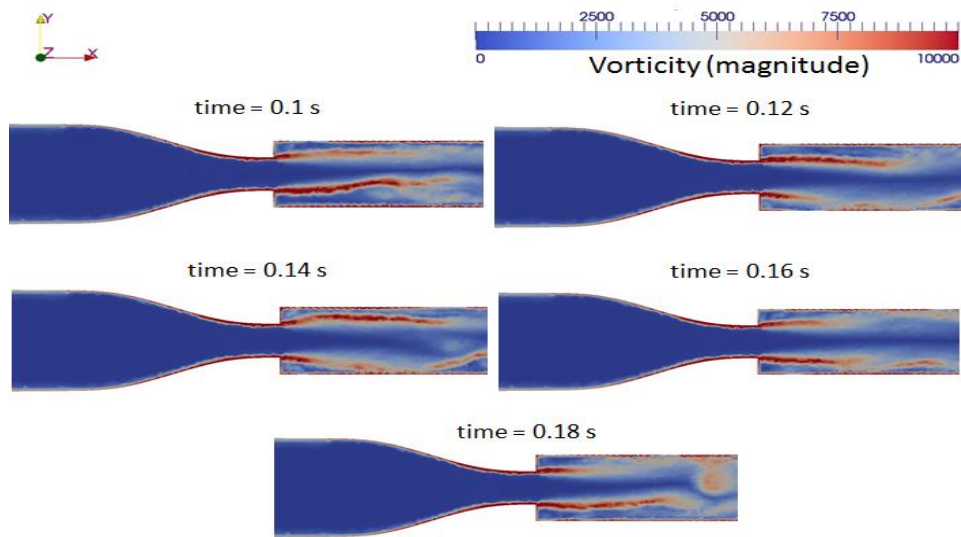 Y
Z X
2500 5000 7500
0 10000
Vorticity (magnitude)
time = 0.1 s
time = 0.12 s
time = 0.14 s
time = 0.16 s
time = 0.18 s